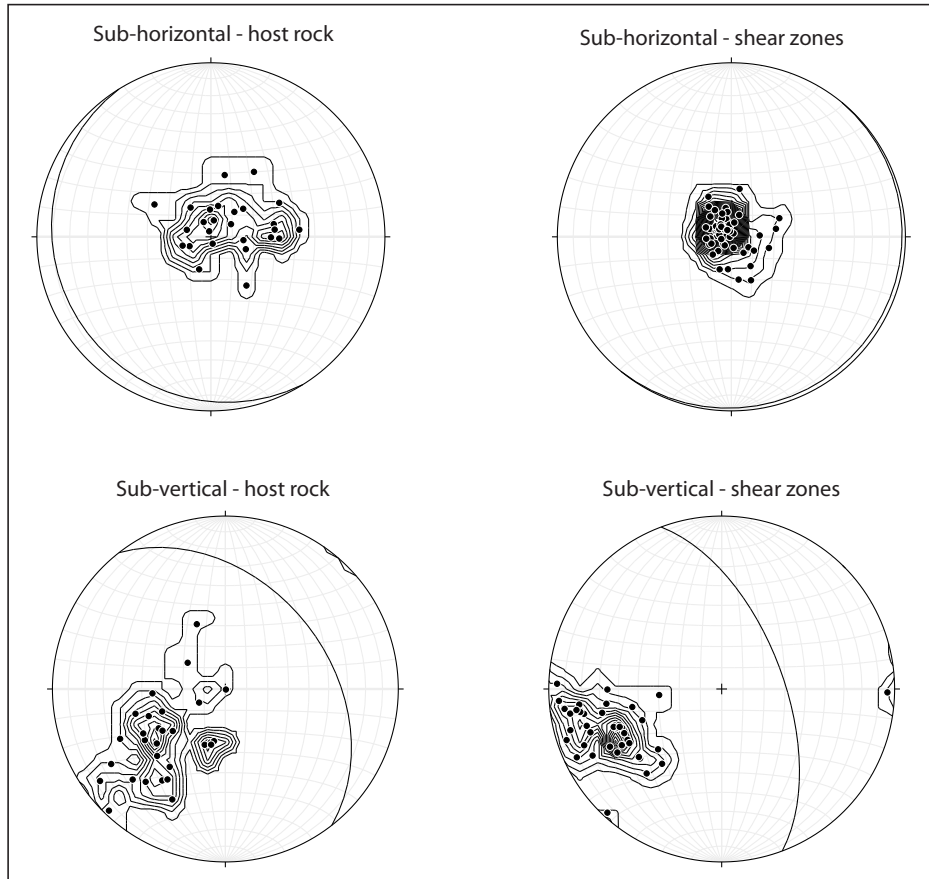 Sub-horizontal - host rock
Sub-horizontal - shear zones
Sub-vertical - host rock
Sub-vertical - shear zones